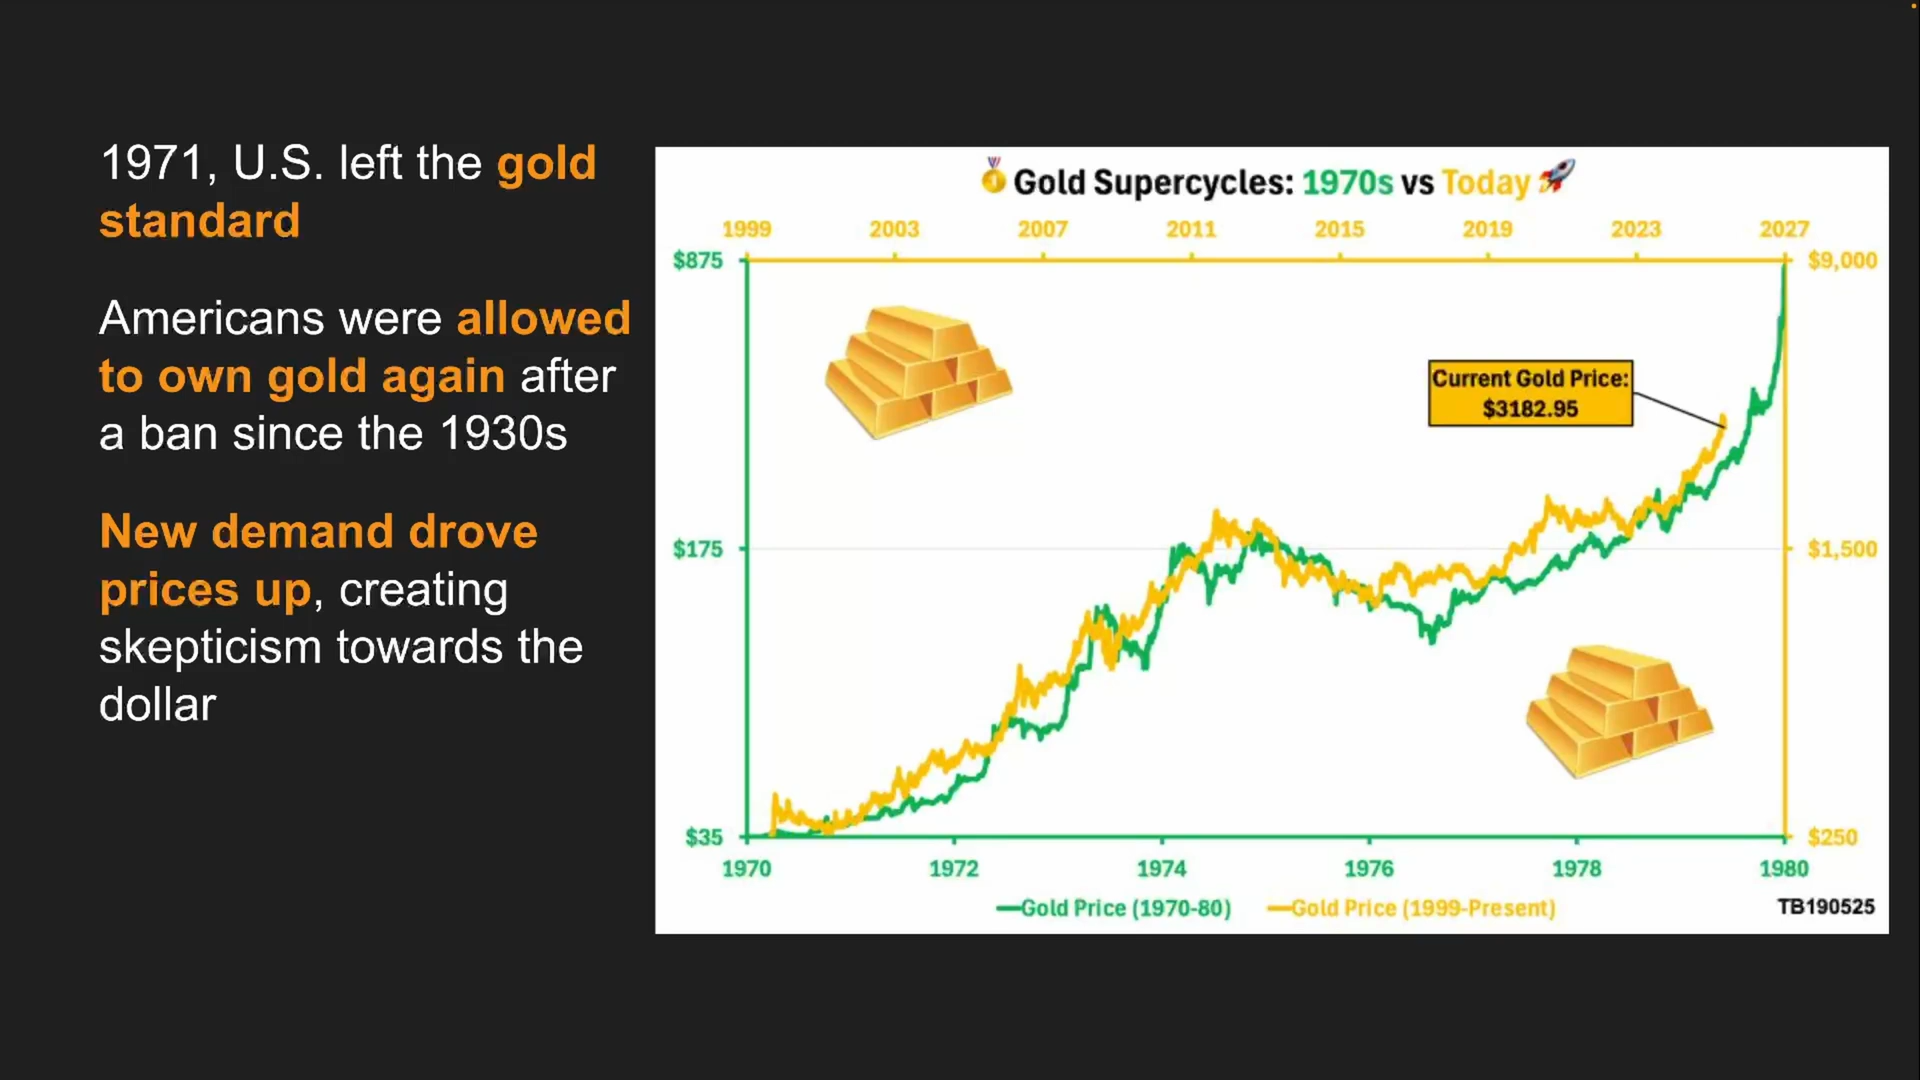 1971, U.S. left the gold
standard
Americans were allowed
to own gold again after
a ban since the 1930s
New demand drove
prices up, creating
skepticism towards the
dollar
Gold Supercycles: 1970s vs Today
1999 2003 2007 2011 2015 2019 2023 2027
$875 $9,000
Current Gold Price:
$3182.95
$175 $1,500
$35 $250
1970 1972 1974 1976 1978 1980
Gold Price (1970-80) Gold Price (1999-Present) TB190525